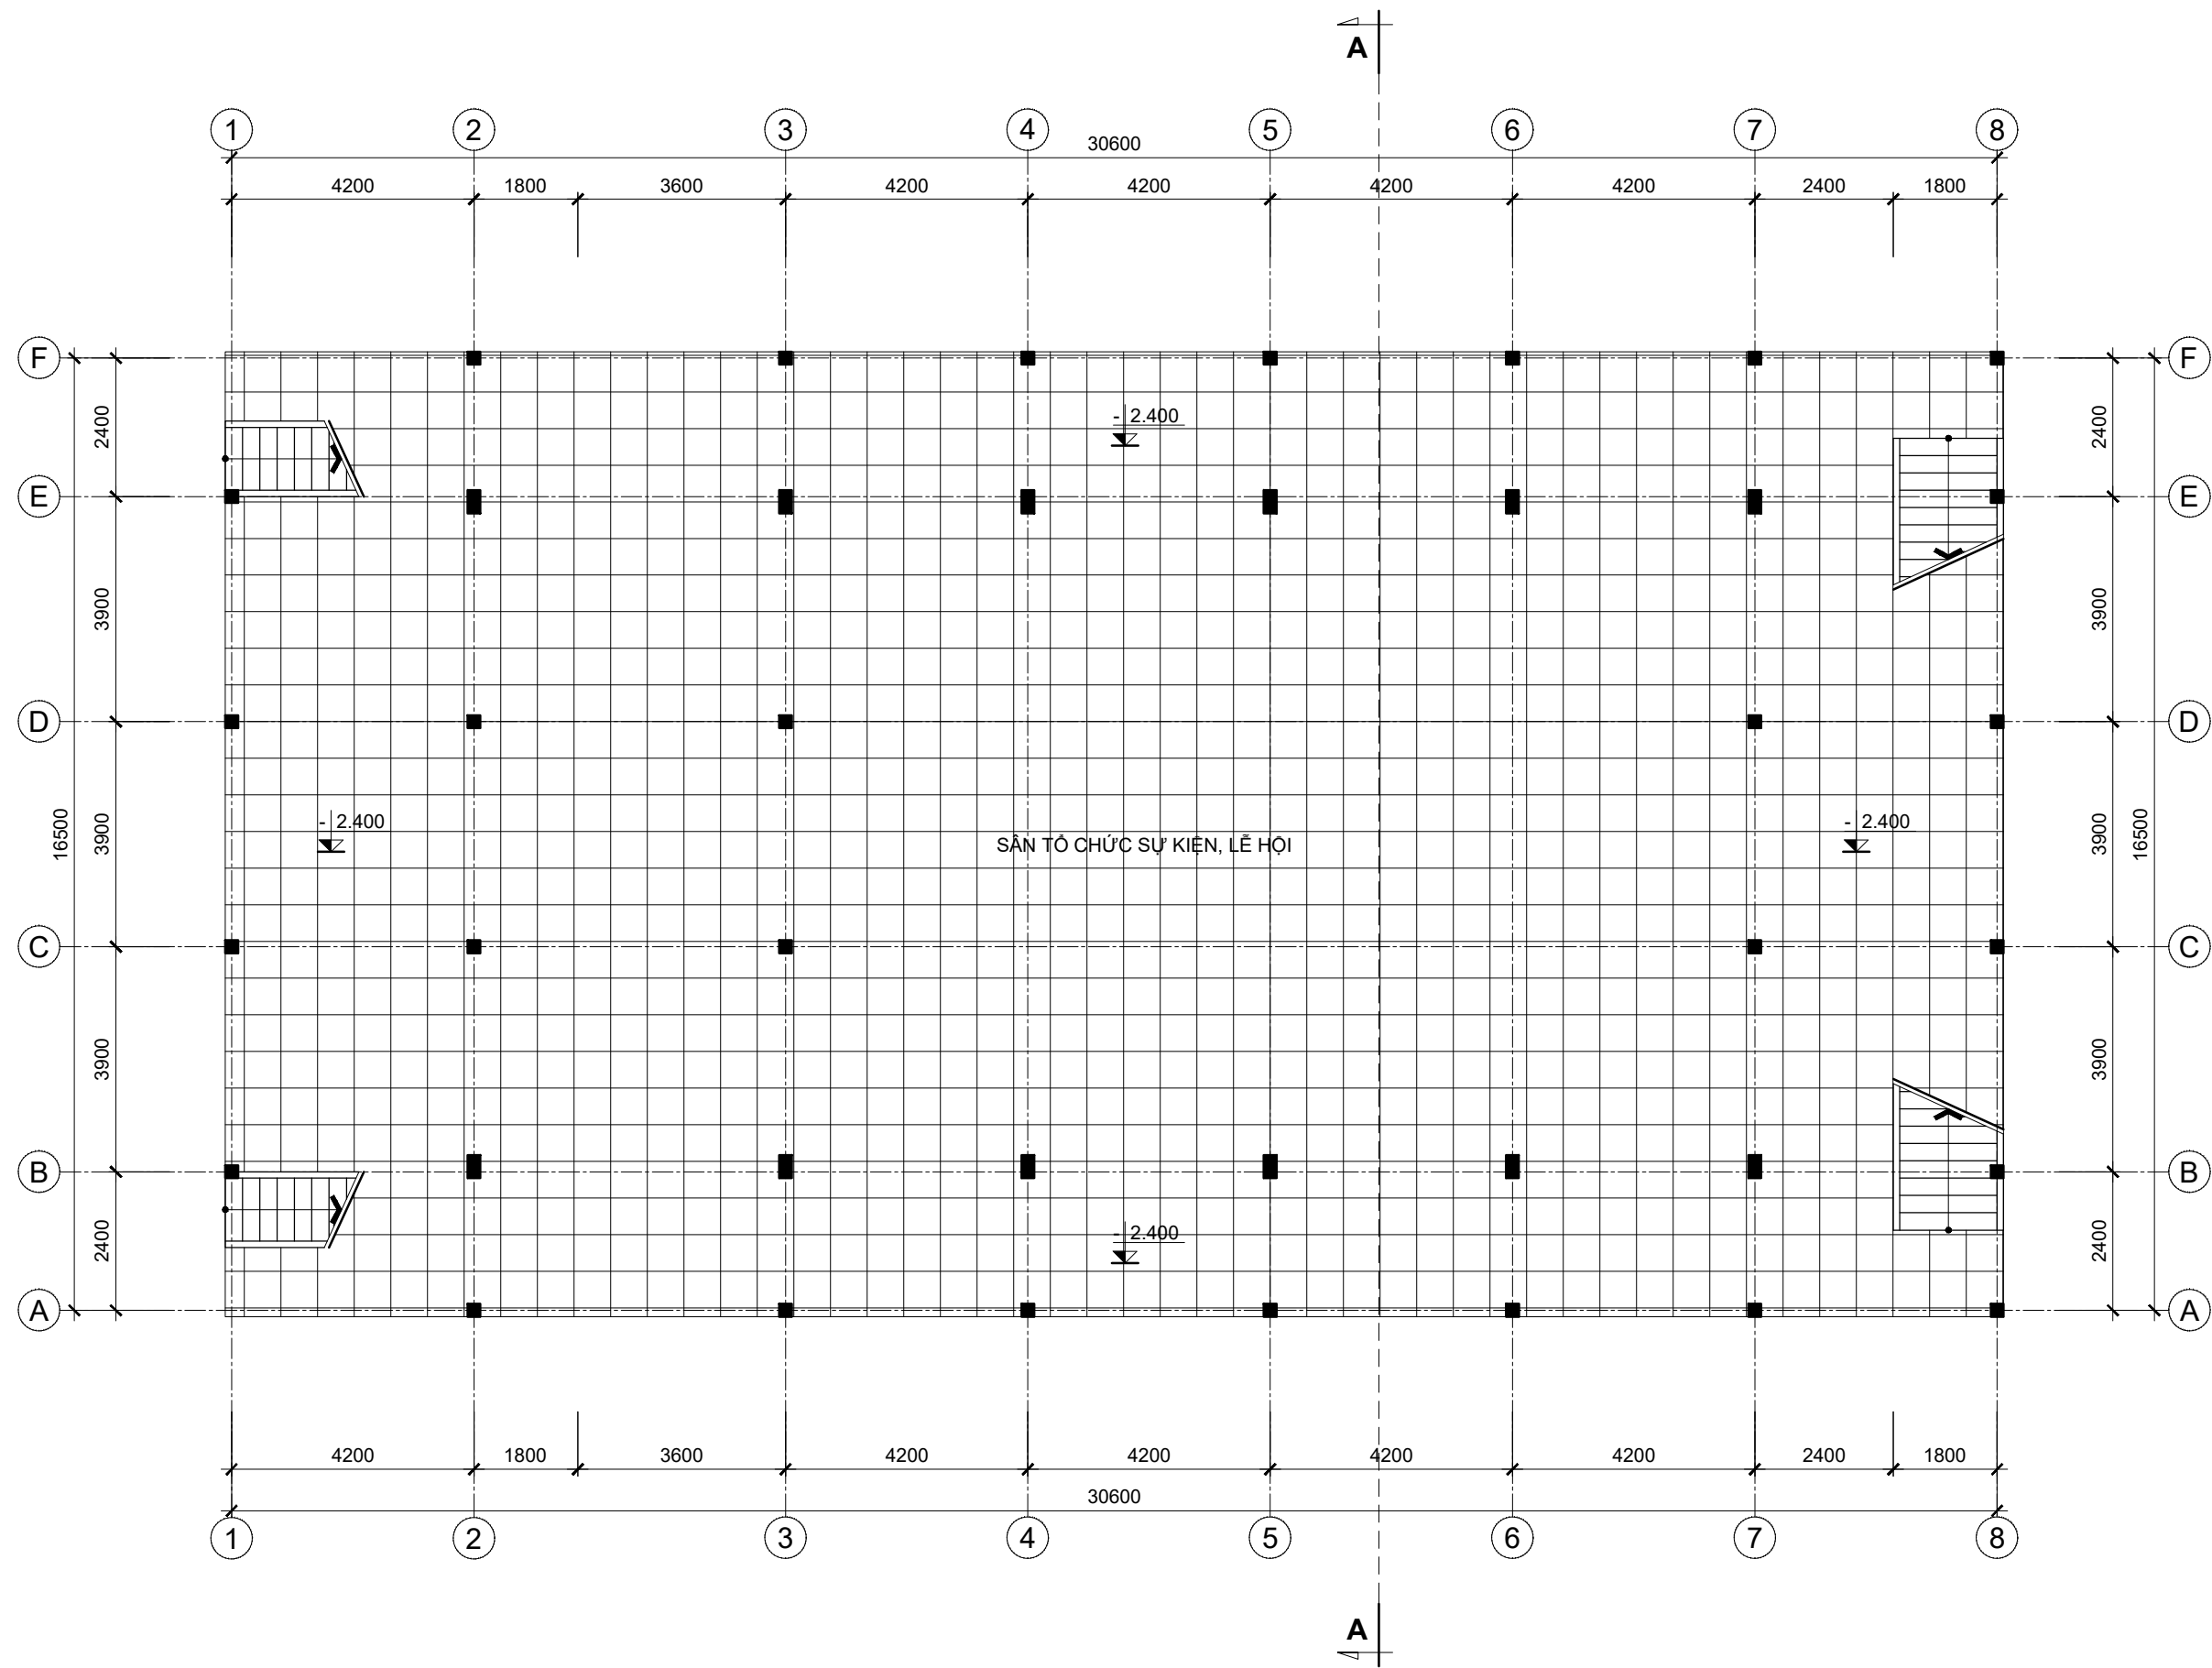 A
1 2 3 4 5 6 7 8
30600
4200 1800 3600 4200 4200 4200 4200 2400 1800
F F
2400 - 2.400 2400
E E
3900 3900
D D
- 2.400 - 2.400
16500 3900 SÂN TỔ CHỨC SỰ KIỆN, LỄ HỘI 3900 16500
C C
3900 3900
B B
2400 - 2.400 2400
A A
4200 1800 3600 4200 4200 4200 4200 2400 1800
30600
1 2 3 4 5 6 7 8
A